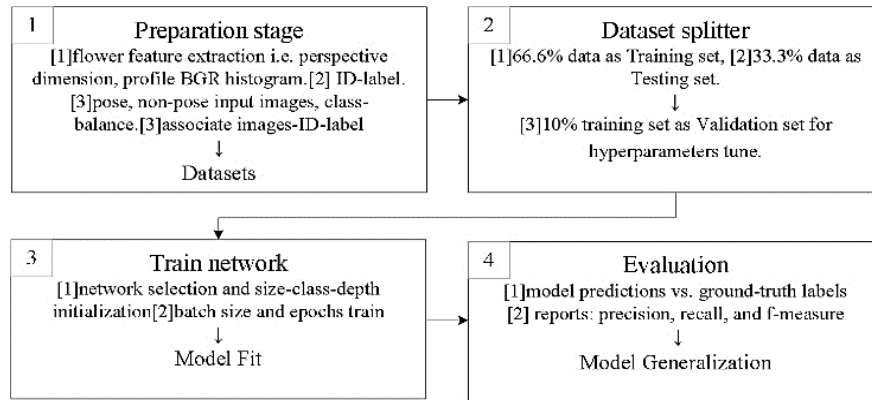 1
Preparation stage
[1]flower feature extraction i.e. perspective
dimension, profile BGR histogram.[2] ID-label.
[3]pose, non-pose input images, class-
balance.[3]associate images-ID-label
↓
Datasets
2
Dataset splitter
[1]66.6% data as Training set, [2]33.3% data as
Testing set.
↓
[3]10% training set as Validation set for
hyperparameters tune.
3
Train network
[1]network selection and size-class-depth
initialization[2]batch size and epochs train
↓
Model Fit
4
Evaluation
[1]model predictions vs. ground-truth labels
[2] reports: precision, recall, and f-measure
↓
Model Generalization